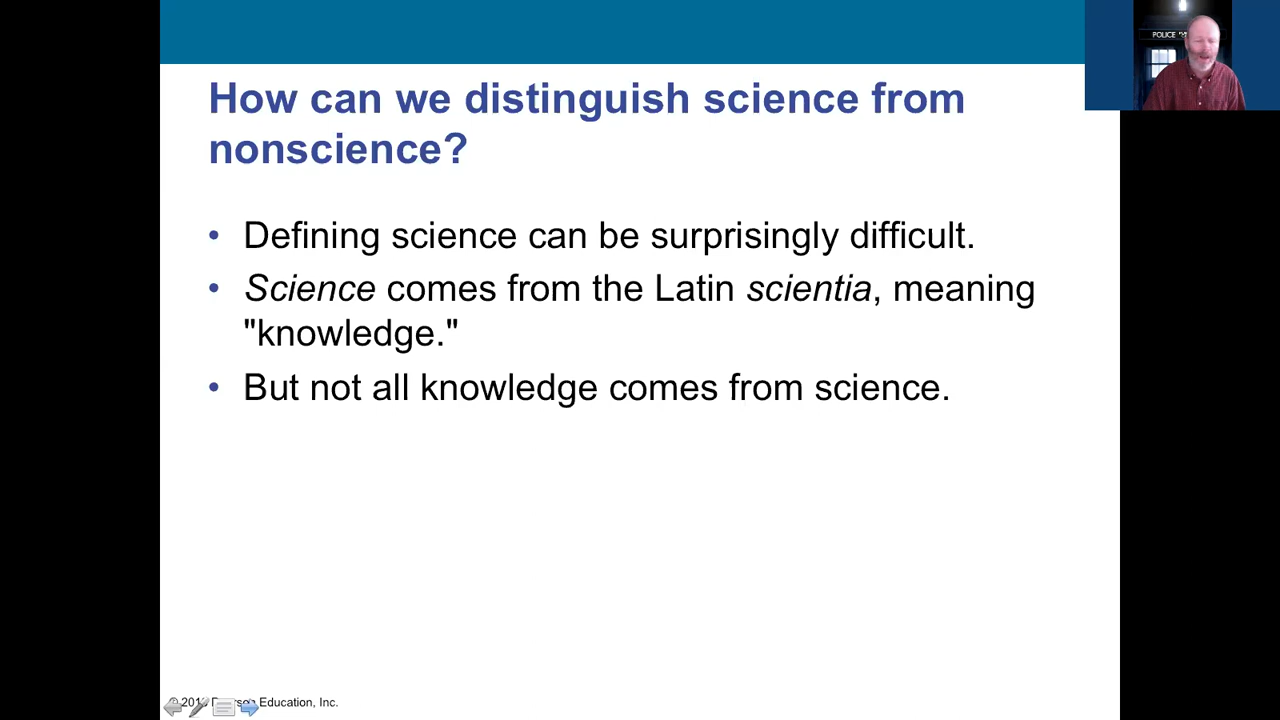 POLICE
How can we distinguish science from
nonscience?
• Defining science can be surprisingly difficult.
• Science comes from the Latin scientia, meaning
"knowledge."
• But not all knowledge comes from science.
Education, Inc.